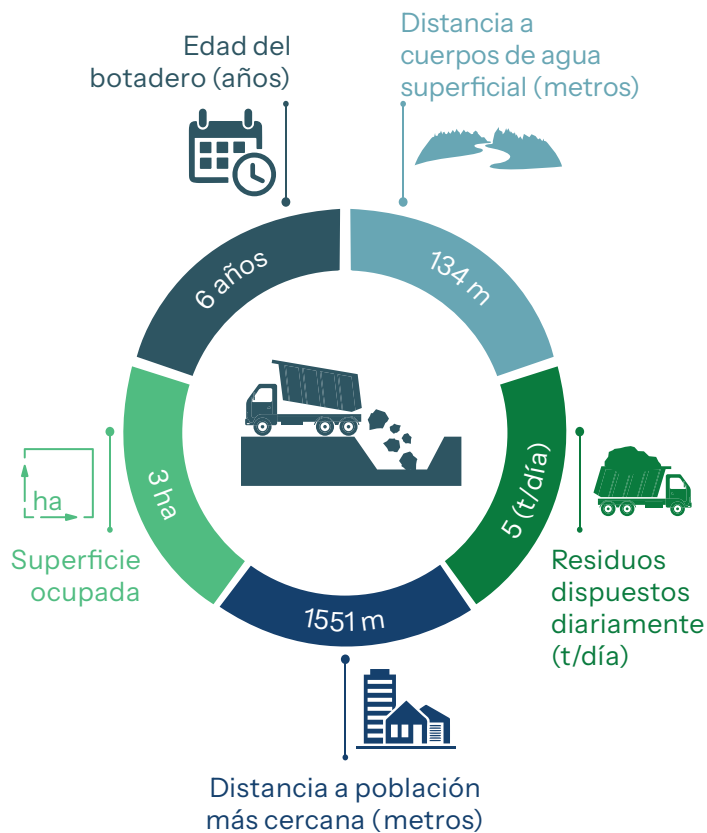 Edad del
botadero (años)
Distancia a
cuerpos de agua
superficial (metros)
6 años
134 m
3 ha
5 (t/día)
1551 m
ha
Superficie
ocupada
Residuos
dispuestos
diariamente
(t/día)
Distancia a población
más cercana (metros)